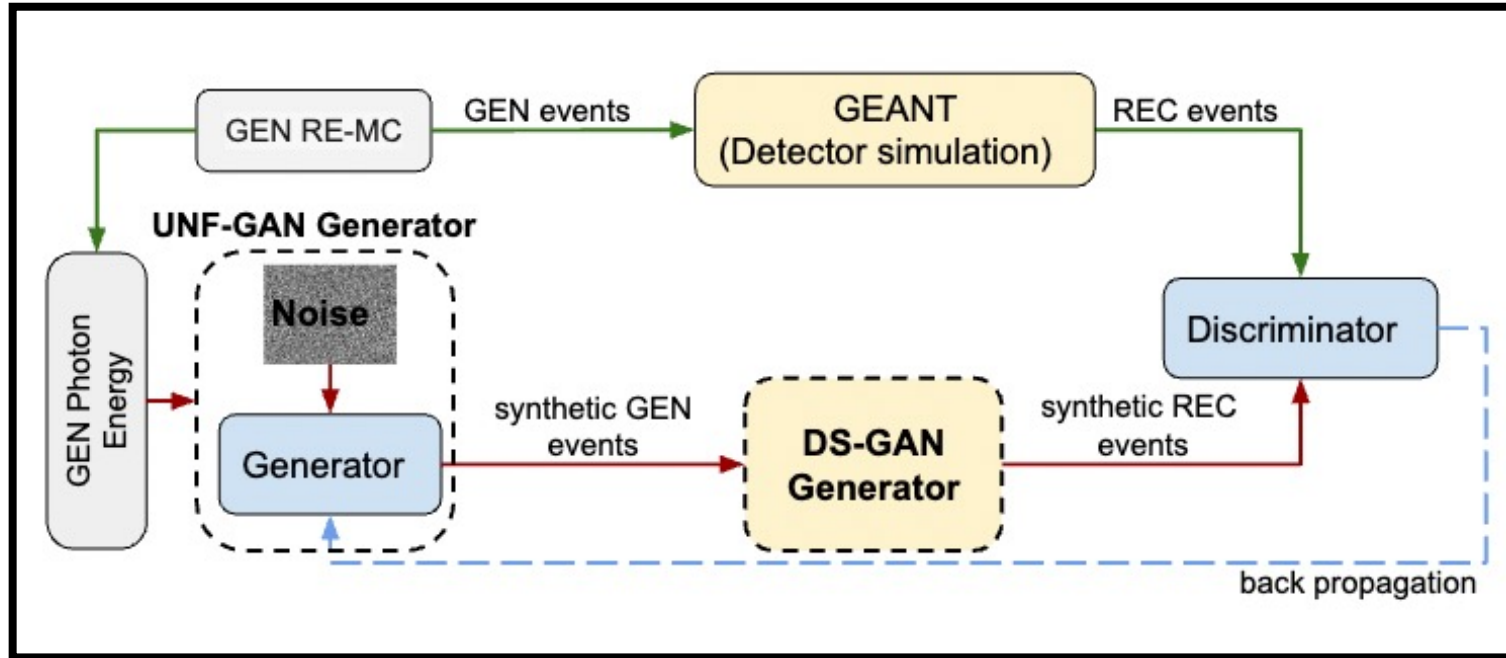 GEN RE-MC
GEN events
GEANT
(Detector simulation)
REC events
UNF-GAN Generator
GEN Photon
Energy
Noise
Generator
synthetic GEN
events
DS-GAN
Generator
synthetic REC
events
Discriminator
back propagation